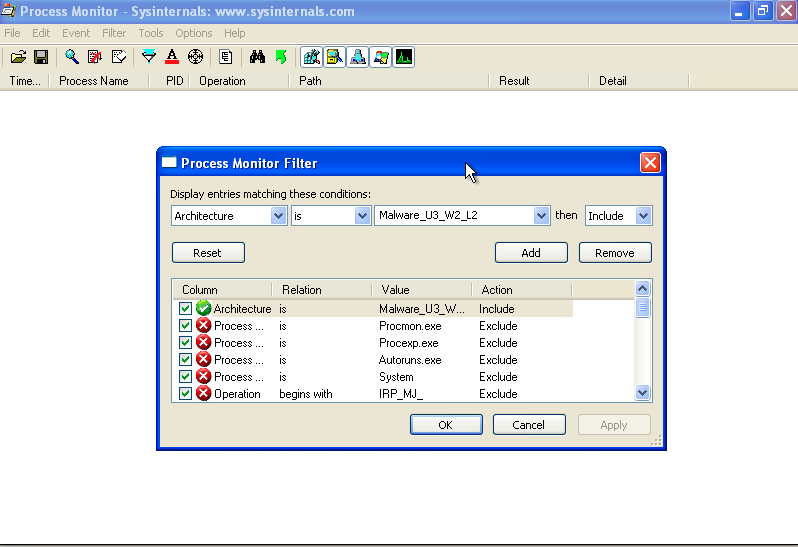 Process Monitor - Sysinternals: www.sysinternals.com
File Edit Event Filter Tools Options Help
Time... Process Name PID Operation Path Result Detail
Process Monitor Filter
Display entries matching these conditions:
Architecture is Malware_U3_W2_L2 then Include
Reset Add Remove
Column Relation Value Action
Architecture is Malware_U3_W... Include
Process ... is Procmon.exe Exclude
Process ... is Procexp.exe Exclude
Process ... is Autoruns.exe Exclude
Process ... is System Exclude
Operation begins with IRP_MJ_ Exclude
OK Cancel Apply